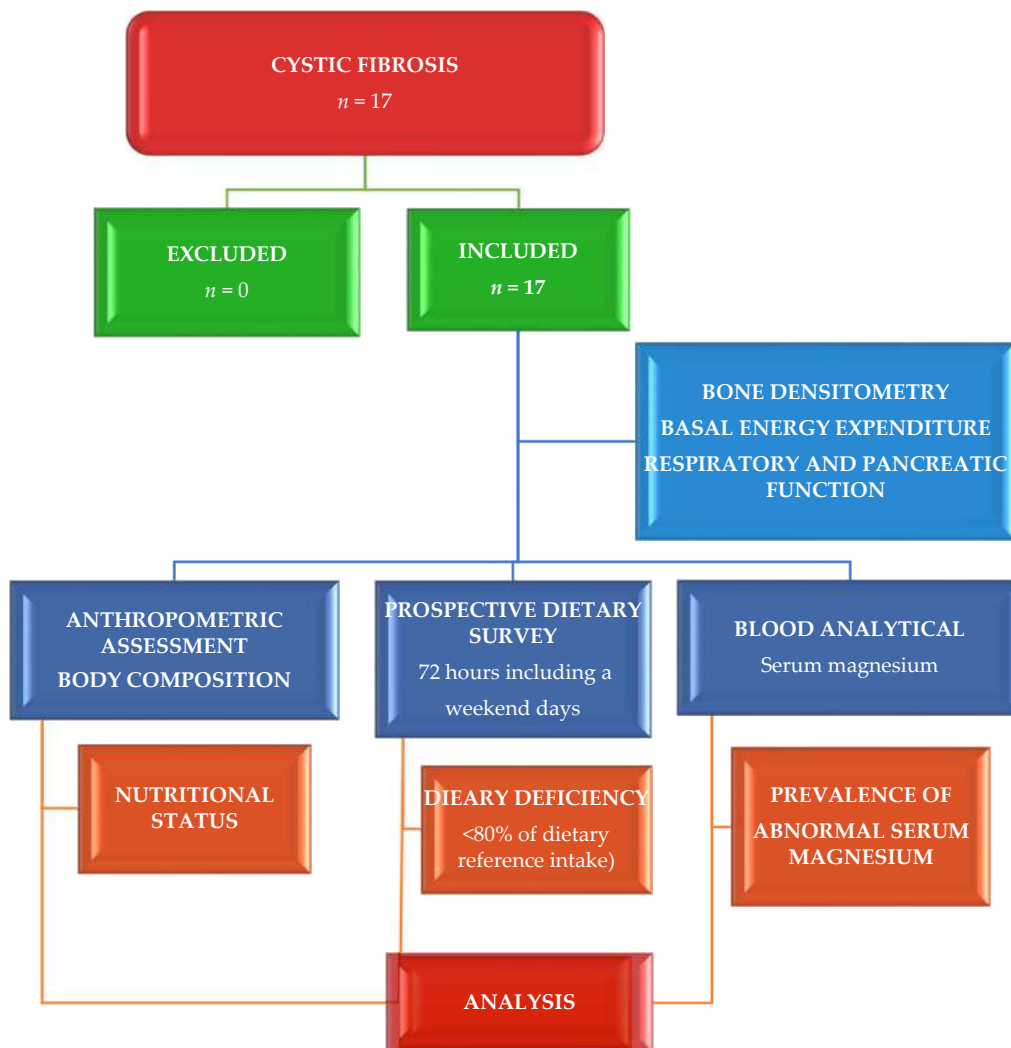 CYSTIC FIBROSIS
n = 17
EXCLUDED
n = 0
INCLUDED
n = 17
BONE DENSITOMETRY
BASAL ENERGY EXPENDITURE
RESPIRATORY AND PANCREATIC
FUNCTION
ANTHROPOMETRIC
ASSESSMENT
BODY COMPOSITION
PROSPECTIVE DIETARY
SURVEY
72 hours including a
weekend days
BLOOD ANALYTICAL
Serum magnesium
NUTRITIONAL
STATUS
DIEARY DEFICIENCY
<80% of dietary
reference intake)
PREVALENCE OF
ABNORMAL SERUM
MAGNESIUM
ANALYSIS